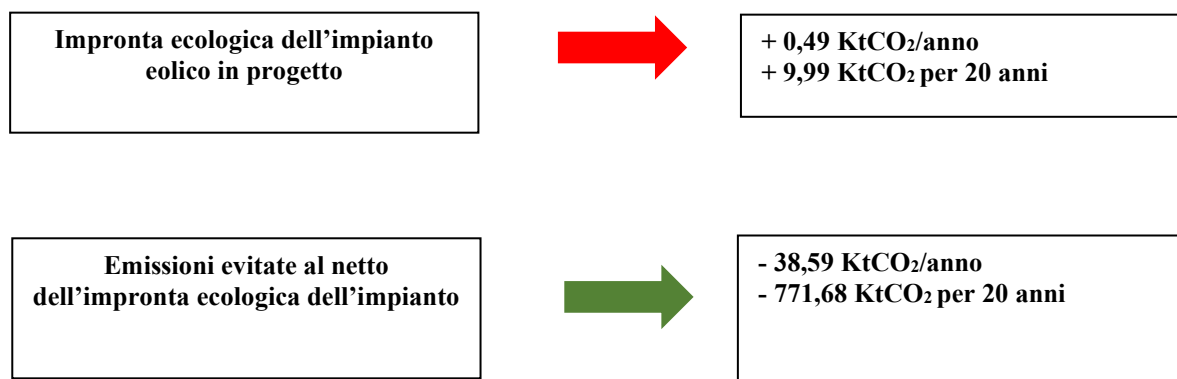 Impronta ecologica dell’impianto
eolico in progetto
+ 0,49 KtCO₂/anno
+ 9,99 KtCO₂ per 20 anni
Emissioni evitate al netto
dell’impronta ecologica dell’impianto
- 38,59 KtCO₂/anno
- 771,68 KtCO₂ per 20 anni